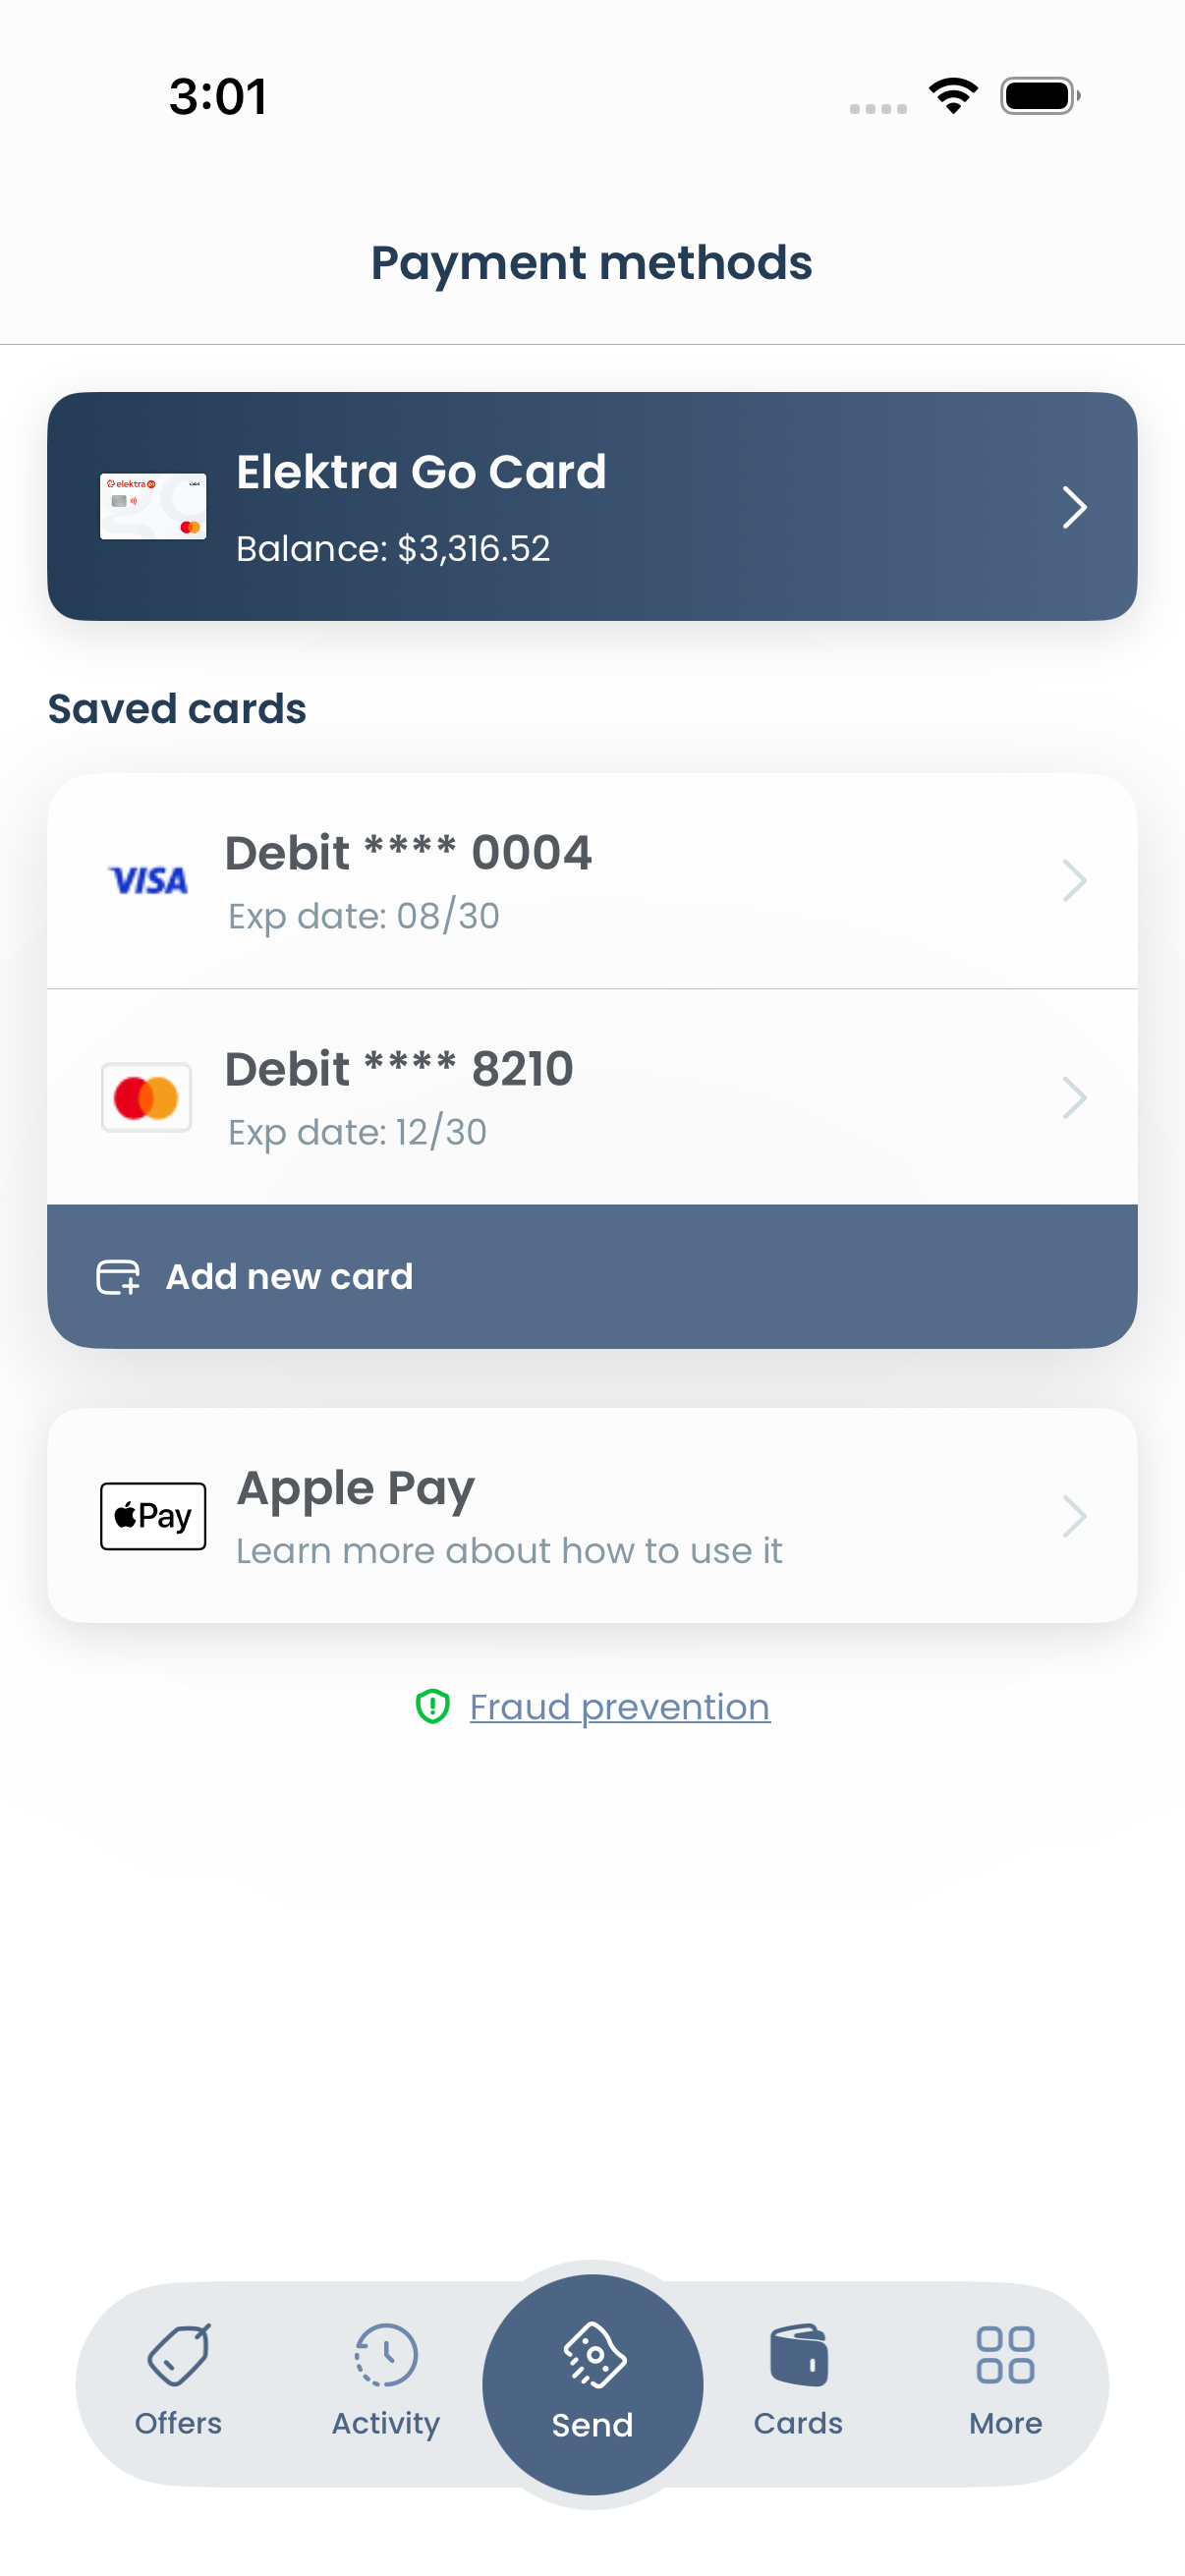 3:01
Payment methods
elektra
Elektra Go Card
Balance: $3,316.52
Saved cards
VISA
Debit **** 0004
Exp date: 08/30
Debit **** 8210
Exp date: 12/30
Add new card
Pay
Apple Pay
Learn more about how to use it
Fraud prevention
Offers
Activity
Send
Cards
More